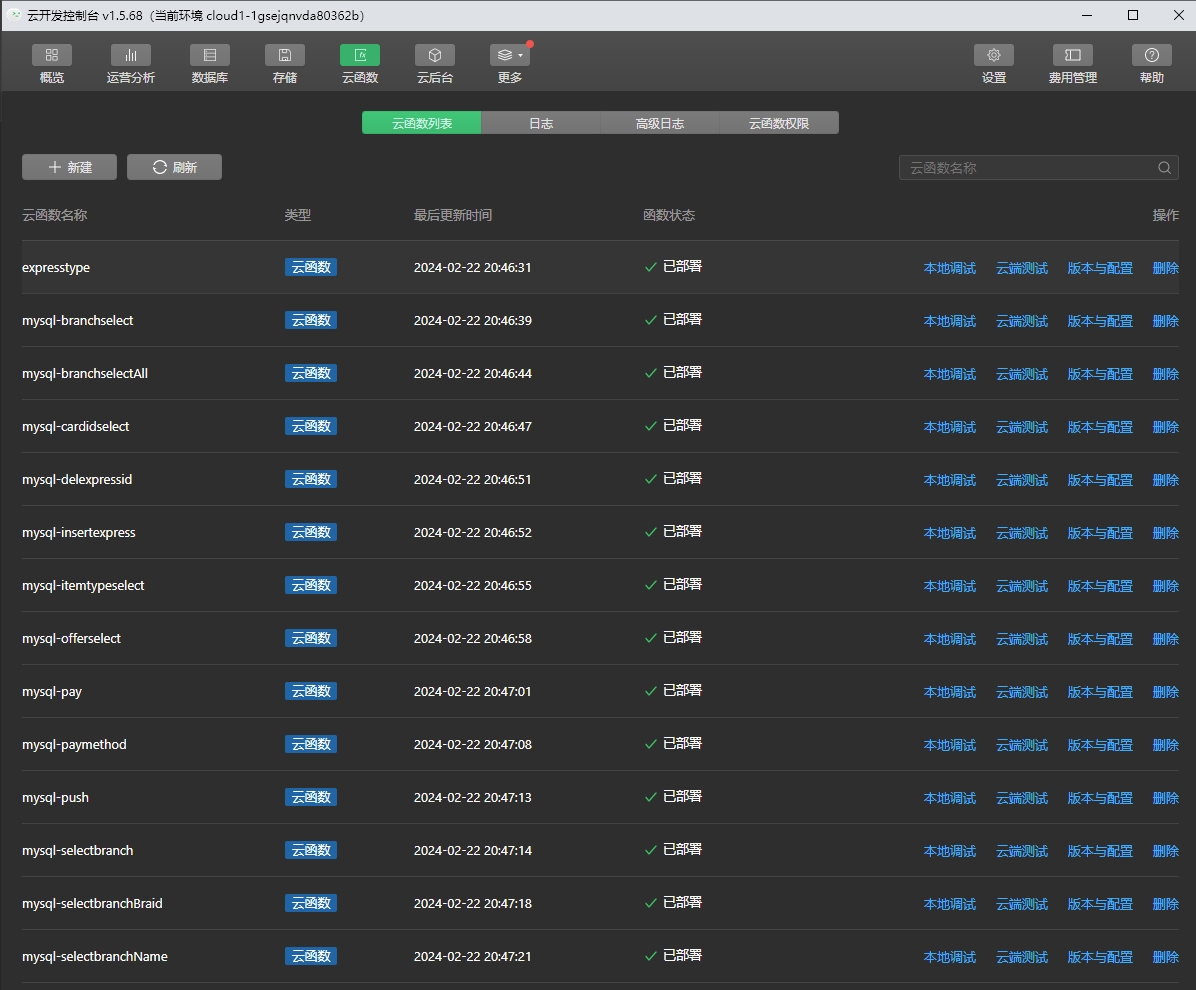 云开发控制台 v1.5.68（当前环境 cloud1-1gsejqnvda80362b）
概览 运营分析 数据库 存储 云函数 云后台 更多 设置 费用管理 帮助
云函数列表 日志 高级日志 云函数权限
新建 刷新 云函数名称
云函数名称 类型 最后更新时间 函数状态 操作
expresstype 云函数 2024-02-22 20:46:31 已部署 本地调试 云端测试 版本与配置 删除
mysql-branchselect 云函数 2024-02-22 20:46:39 已部署 本地调试 云端测试 版本与配置 删除
mysql-branchselectAll 云函数 2024-02-22 20:46:44 已部署 本地调试 云端测试 版本与配置 删除
mysql-cardidselect 云函数 2024-02-22 20:46:47 已部署 本地调试 云端测试 版本与配置 删除
mysql-delexpressid 云函数 2024-02-22 20:46:51 已部署 本地调试 云端测试 版本与配置 删除
mysql-insertexpress 云函数 2024-02-22 20:46:52 已部署 本地调试 云端测试 版本与配置 删除
mysql-itemtypeselect 云函数 2024-02-22 20:46:55 已部署 本地调试 云端测试 版本与配置 删除
mysql-offerselect 云函数 2024-02-22 20:46:58 已部署 本地调试 云端测试 版本与配置 删除
mysql-pay 云函数 2024-02-22 20:47:01 已部署 本地调试 云端测试 版本与配置 删除
mysql-paymethod 云函数 2024-02-22 20:47:08 已部署 本地调试 云端测试 版本与配置 删除
mysql-push 云函数 2024-02-22 20:47:13 已部署 本地调试 云端测试 版本与配置 删除
mysql-selectbranch 云函数 2024-02-22 20:47:14 已部署 本地调试 云端测试 版本与配置 删除
mysql-selectbranchBraid 云函数 2024-02-22 20:47:18 已部署 本地调试 云端测试 版本与配置 删除
mysql-selectbranchName 云函数 2024-02-22 20:47:21 已部署 本地调试 云端测试 版本与配置 删除